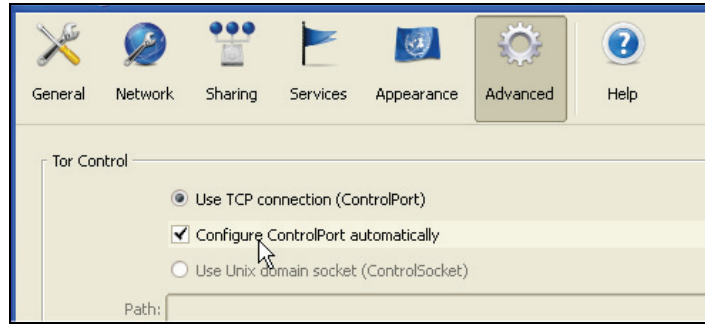 General Network Sharing Services Appearance Advanced Help
Tor Control
Use TCP connection (ControlPort)
Configure ControlPort automatically
Use Unix domain socket (ControlSocket)
Path: